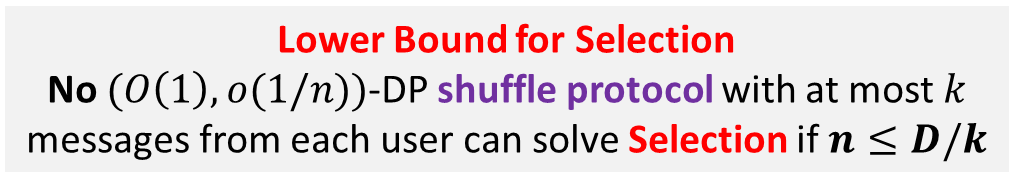 Lower Bound for Selection
No (O(1), o(1/n))-DP shuffle protocol with at most k
messages from each user can solve Selection if n ≤ D/k